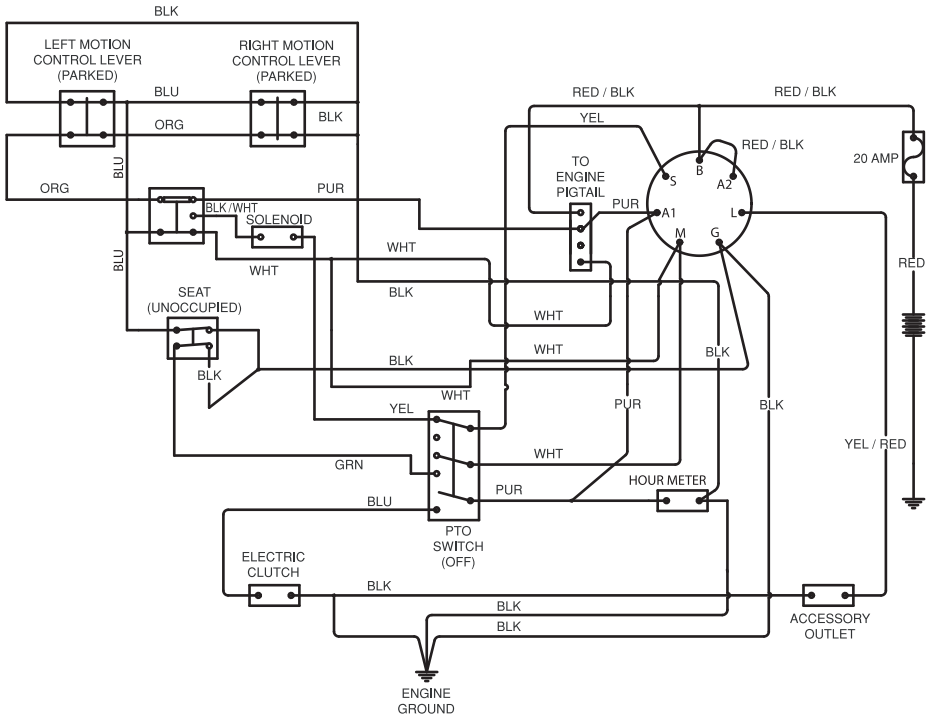 BLK
LEFT MOTION
CONTROL LEVER
(PARKED)
RIGHT MOTION
CONTROL LEVER
(PARKED)
BLU
BLK
ORG
RED / BLK
RED / BLK
YEL
RED / BLK
20 AMP
TO
ENGINE
PIGTAIL
B
S
A2
BLU
ORG
PUR
PUR
A1
L
BLK/WHT
SOLENOID
M
G
WHT
WHT
BLU
RED
SEAT
(UNOCCUPIED)
BLK
WHT
WHT
BLK
BLK
BLK
WHT
YEL
PUR
BLK
YEL / RED
WHT
GRN
HOUR METER
PUR
BLU
PTO
SWITCH
(OFF)
ELECTRIC
CLUTCH
BLK
BLK
BLK
ACCESSORY
OUTLET
ENGINE
GROUND